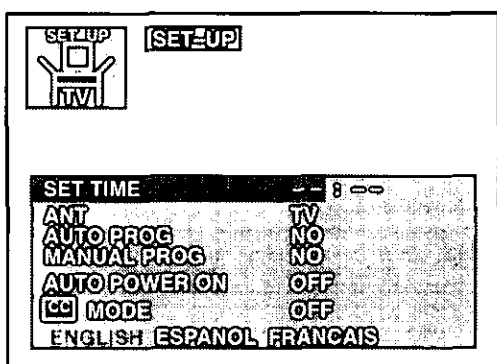 SET UP
TV
SET-UP
SET TIME -- : --
ANT TV
AUTO PROG NO
MANUAL PROG NO
AUTO POWER ON OFF
CC MODE OFF
ENGLISH ESPANOL FRANCAIS